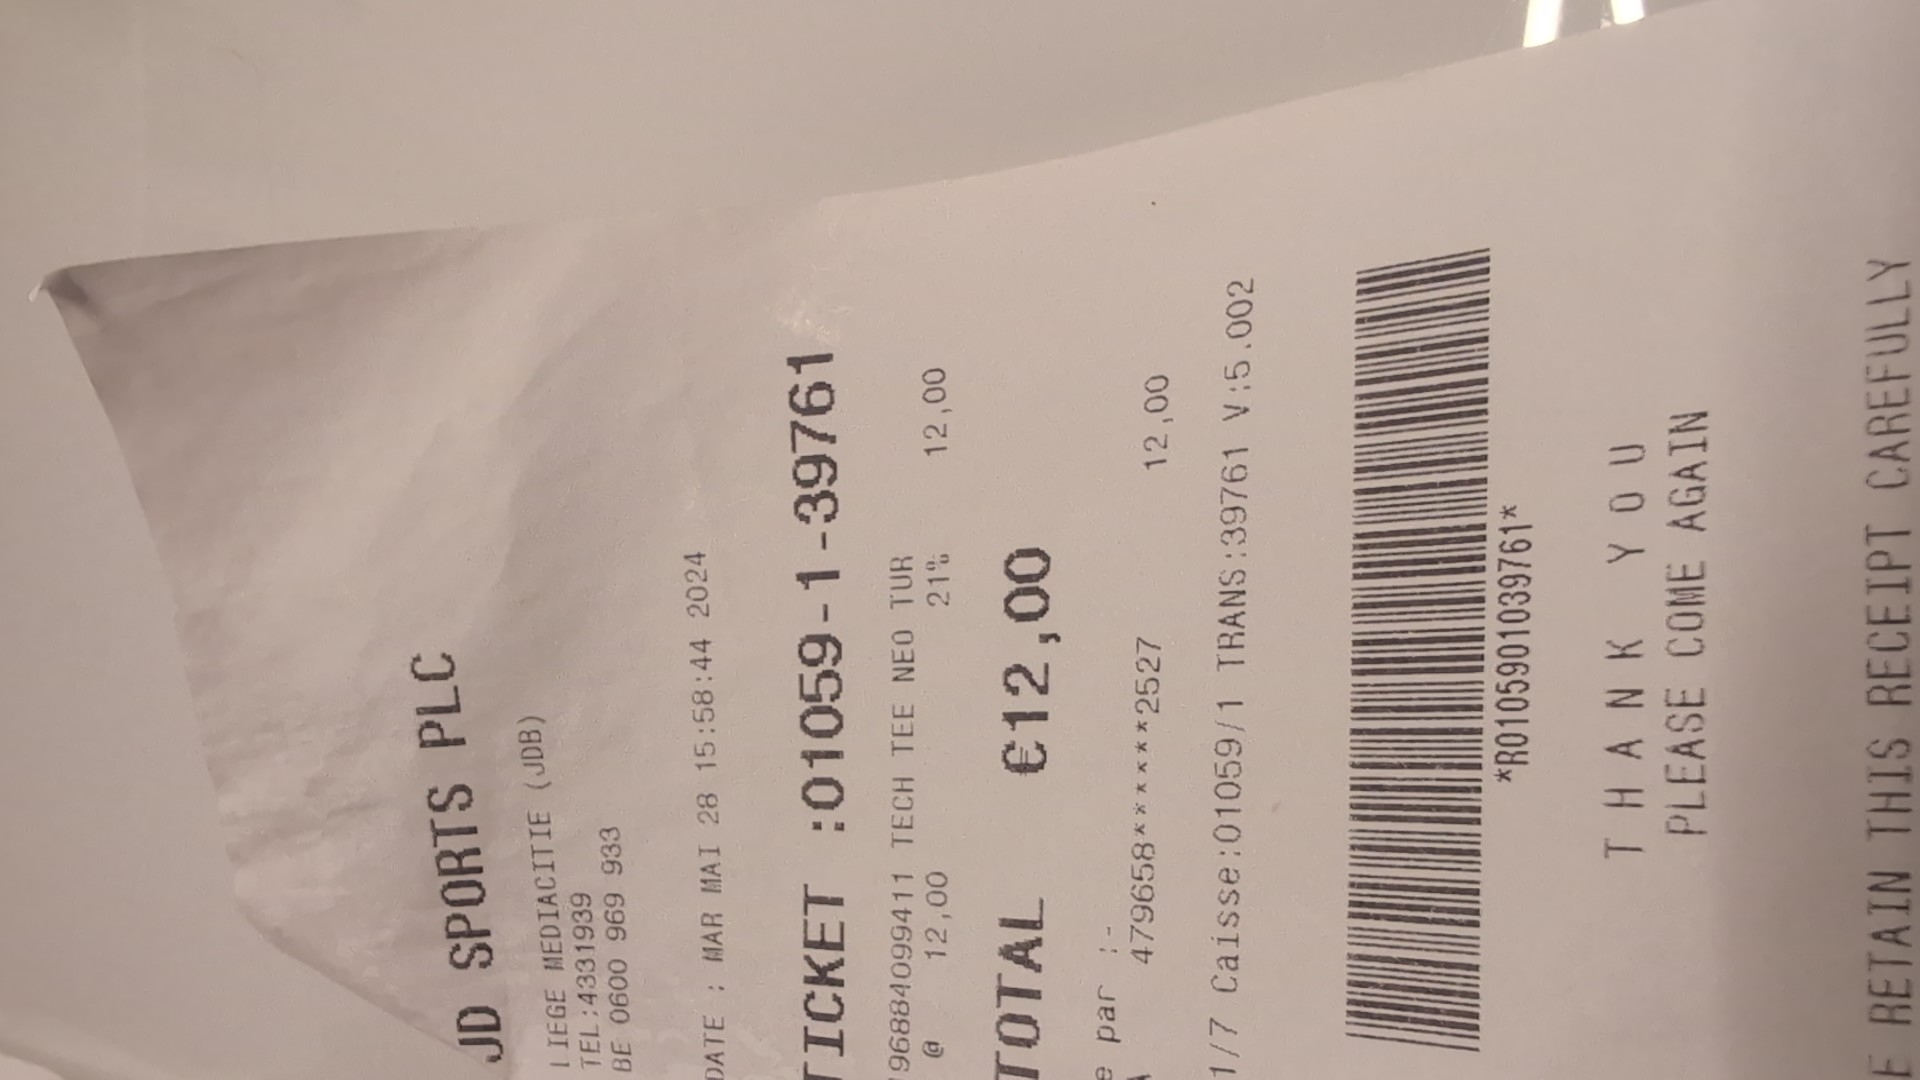 JD SPORTS PLC
LIEGE MEDIACITIE (JDB)
TEL:4331939
BE 0600 969 933
DATE : MAR MAI 28 15:58:44 2024
TICKET :01059-1-39761
968840994​11 TECH TEE NEO TUR
@ 12,00 21% 12,00
TOTAL €12,00
par :-
4796658*******2527 12,00
1/7 Caisse:01059/1 TRANS:39761 V:5.002
*R0105901039761*
T H A N K Y O U
PLEASE COME AGAIN
RETAIN THIS RECEIPT CAREFULLY